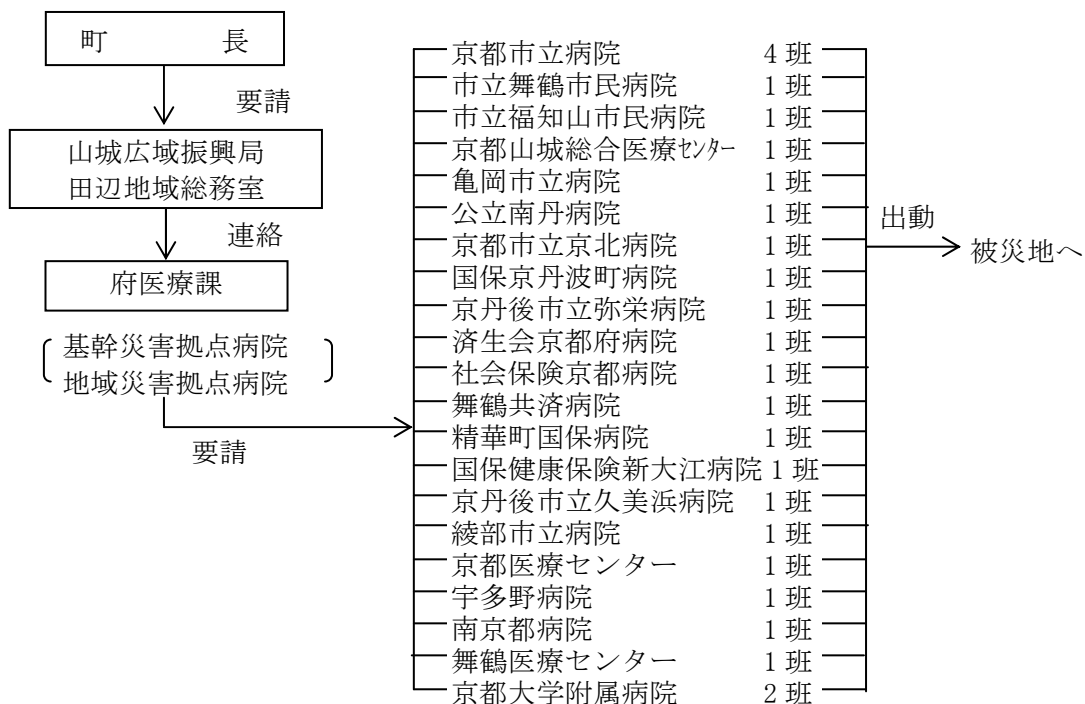 町　　　　長
要請
山城広域振興局
田辺地域総務室
連絡
府医療課
基幹災害拠点病院
地域災害拠点病院
要請
京都市立病院　4班
市立舞鶴市民病院　1班
市立福知山市民病院　1班
京都山城総合医療ｾﾝﾀｰ　1班
亀岡市立病院　1班
公立南丹病院　1班
京都市立京北病院　1班
国保京丹波町病院　1班
京丹後市立弥栄病院　1班
済生会京都府病院　1班
社会保険京都病院　1班
舞鶴共済病院　1班
精華町国保病院　1班
国保健康保険新大江病院 1班
京丹後市立久美浜病院　1班
綾部市立病院　1班
京都医療センター　1班
宇多野病院　1班
南京都病院　1班
舞鶴医療センター　1班
京都大学附属病院　2班
出動
被災地へ